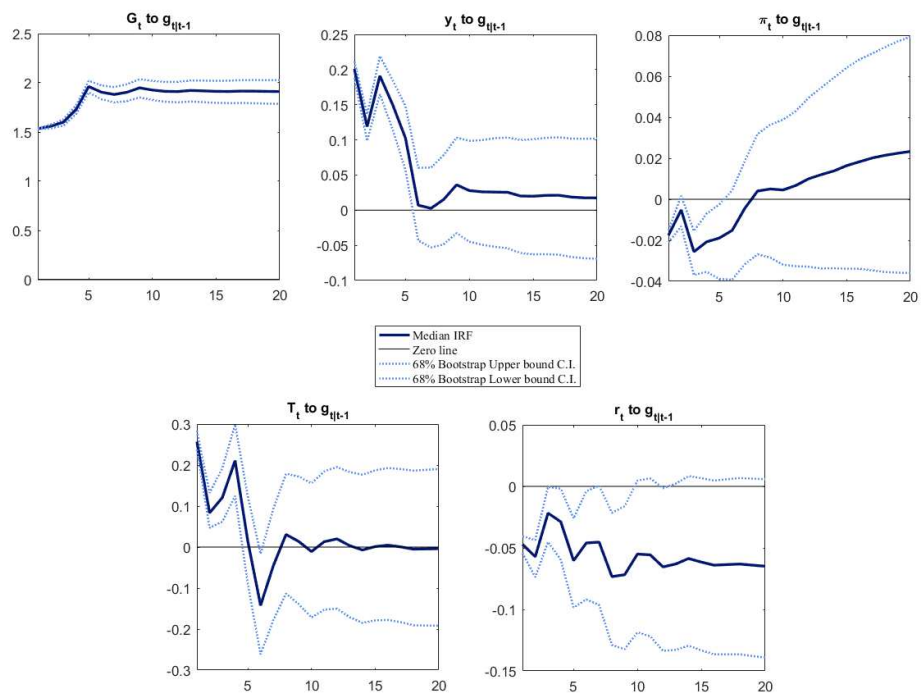 G_t to g_{t|t-1}
2.5
2
1.5
1
0.5
0
5 10 15 20
y_t to g_{t|t-1}
0.25
0.2
0.15
0.1
0.05
0
-0.05
-0.1
5 10 15 20
π_t to g_{t|t-1}
0.08
0.06
0.04
0.02
0
-0.02
-0.04
5 10 15 20
Median IRF
Zero line
68% Bootstrap Upper bound C.I.
68% Bootstrap Lower bound C.I.
T_t to g_{t|t-1}
0.3
0.2
0.1
0
-0.1
-0.2
-0.3
5 10 15 20
r_t to g_{t|t-1}
0.05
0
-0.05
-0.1
-0.15
5 10 15 20